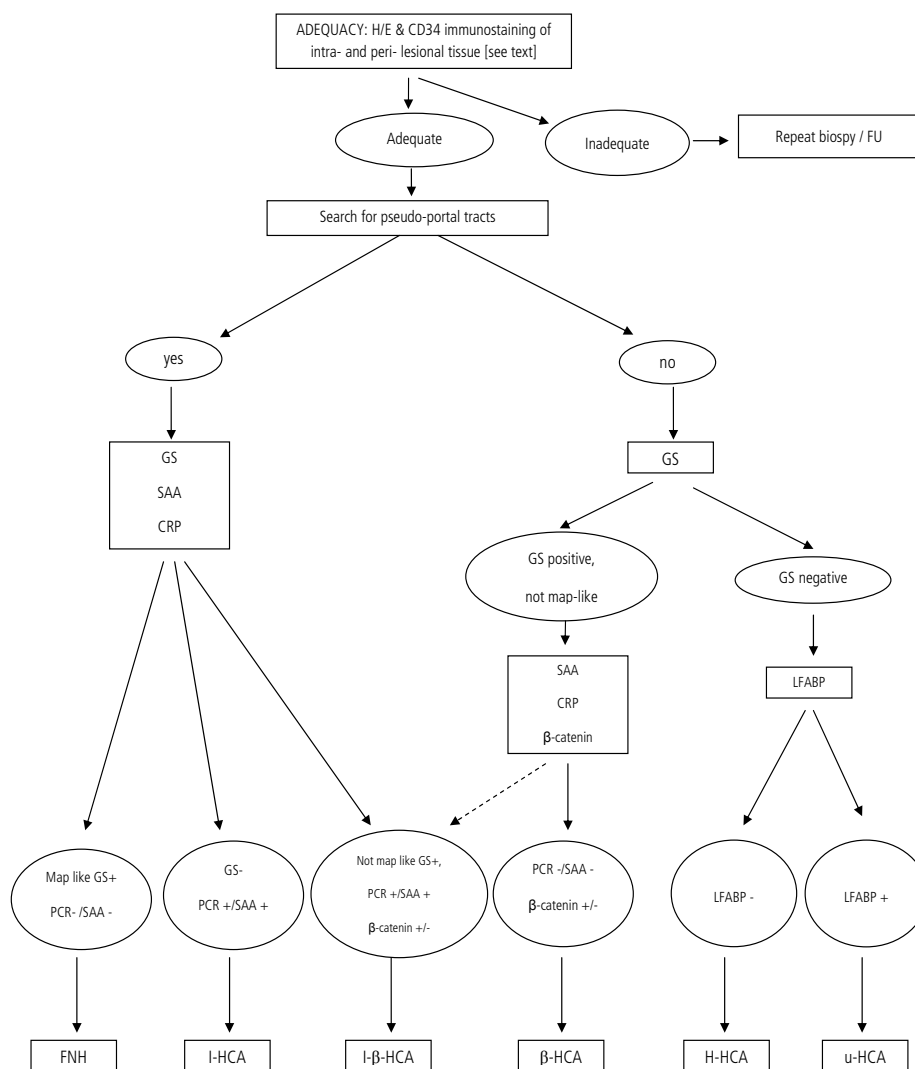 ADEQUACY: H/E & CD34 immunostaining of
intra- and peri- lesional tissue [see text]
Adequate
Inadequate
Repeat biospy / FU
Search for pseudo-portal tracts
yes
no
GS
SAA
CRP
GS
GS positive,
not map-like
GS negative
SAA
CRP
β-catenin
LFABP
Map like GS+
PCR- /SAA -
GS-
PCR +/SAA +
Not map like GS+,
PCR +/SAA +
β-catenin +/-
PCR -/SAA -
β-catenin +/-
LFABP -
LFABP +
FNH
I-HCA
I-β-HCA
β-HCA
H-HCA
u-HCA